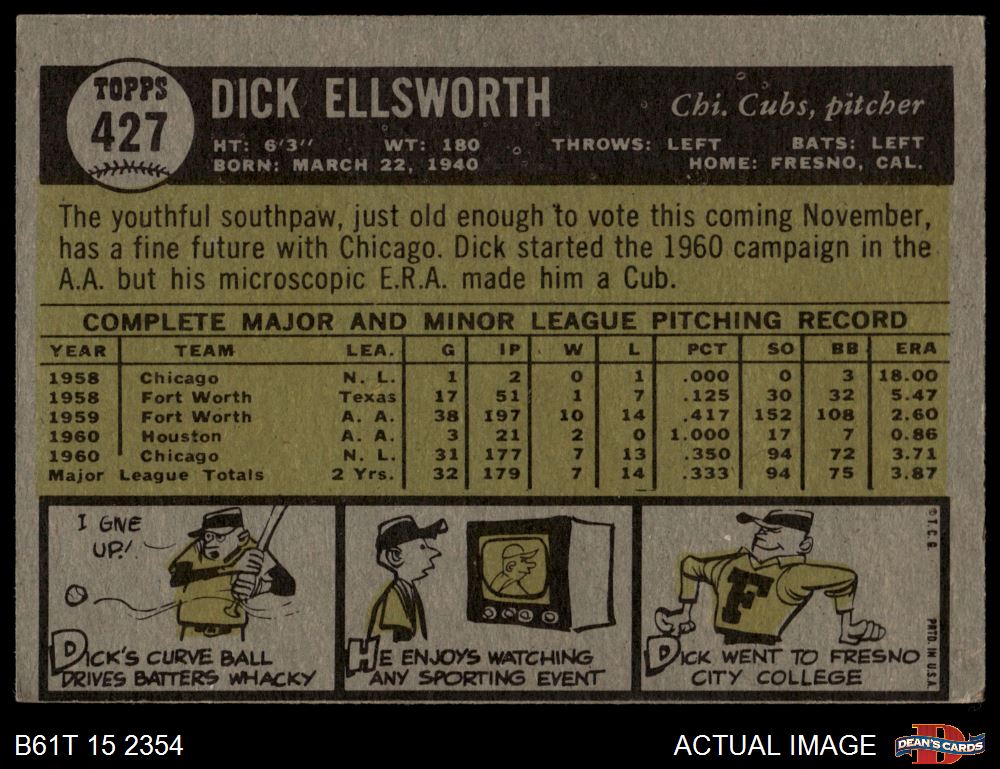 TOPPS
427
DICK ELLSWORTH
Chi. Cubs, pitcher
HT: 6'3" WT: 180 THROWS: LEFT BATS: LEFT
BORN: MARCH 22, 1940 HOME: FRESNO, CAL.
The youthful southpaw, just old enough to vote this coming November,
has a fine future with Chicago. Dick started the 1960 campaign in the
A.A. but his microscopic E.R.A. made him a Cub.
COMPLETE MAJOR AND MINOR LEAGUE PITCHING RECORD
YEAR TEAM LEA. G IP W L PCT SO BB ERA
1958 Chicago N. L. 1 2 0 1 .000 0 3 18.00
1958 Fort Worth Texas 17 51 1 7 .125 30 32 5.47
1959 Fort Worth A. A. 38 197 10 14 .417 152 108 2.60
1960 Houston A. A. 3 21 2 0 1.000 17 7 0.86
1960 Chicago N. L. 31 177 7 13 .350 94 72 3.71
Major League Totals 2 Yrs. 32 179 7 14 .333 94 75 3.87
I GIVE
UP!
DICK'S CURVE BALL
DRIVES BATTERS WHACKY
HE ENJOYS WATCHING
ANY SPORTING EVENT
F
DICK WENT TO FRESNO
CITY COLLEGE
© T. C. G.
PRTD. IN U.S.A.
B61T 15 2354
ACTUAL IMAGE
D
DEAN'S CARDS